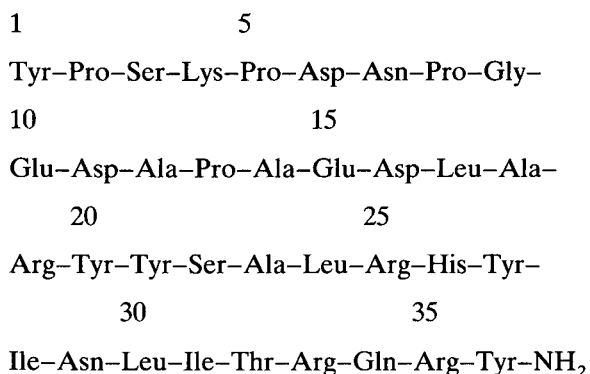 1 5
Tyr–Pro–Ser–Lys–Pro–Asp–Asn–Pro–Gly–
10 15
Glu–Asp–Ala–Pro–Ala–Glu–Asp–Leu–Ala–
20 25
Arg–Tyr–Tyr–Ser–Ala–Leu–Arg–His–Tyr–
30 35
Ile–Asn–Leu–Ile–Thr–Arg–Gln–Arg–Tyr–NH₂